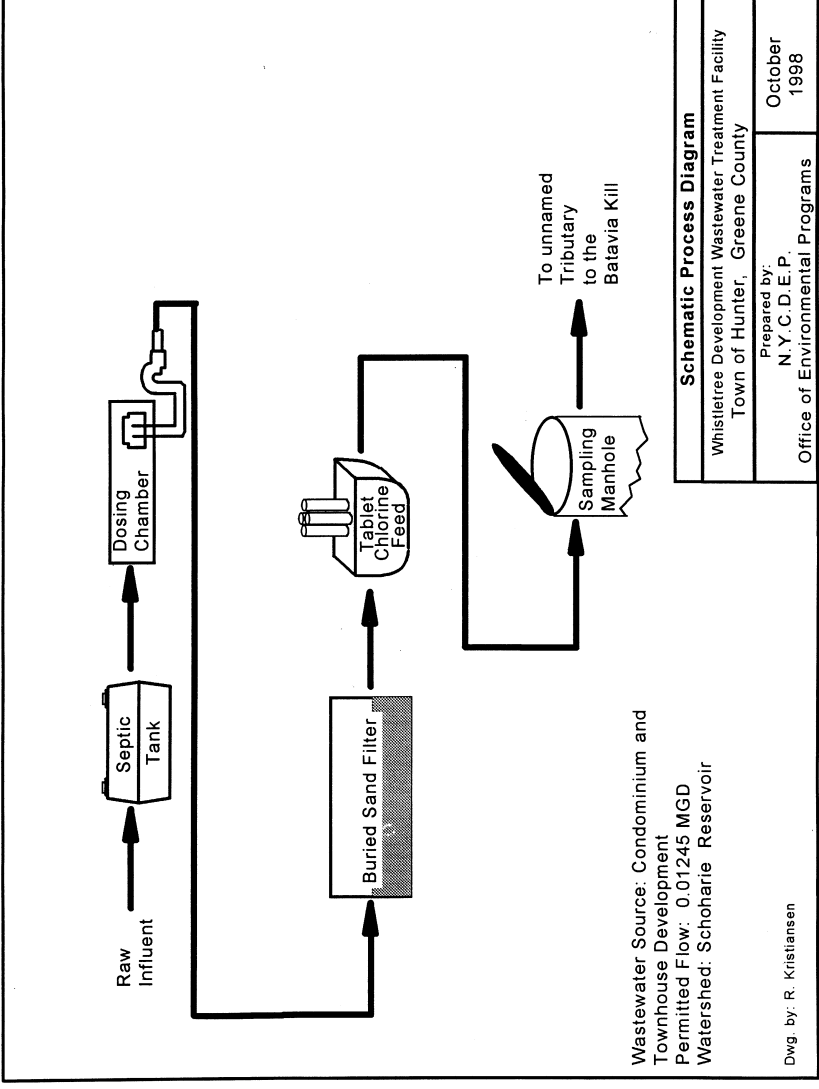 Raw
Influent
Septic
Tank
Dosing
Chamber
Buried Sand Filter
Tablet
Chlorine
Feed
Sampling
Manhole
To unnamed
Tributary
to the
Batavia Kill
Wastewater Source: Condominium and
Townhouse Development
Permitted Flow: 0.01245 MGD
Watershed: Schoharie Reservoir
Dwg. by: R. Kristiansen
Schematic Process Diagram
Whistletree Development Wastewater Treatment Facility
Town of Hunter, Greene County
Prepared by:
N.Y.C.D.E.P.
Office of Environmental Programs
October
1998